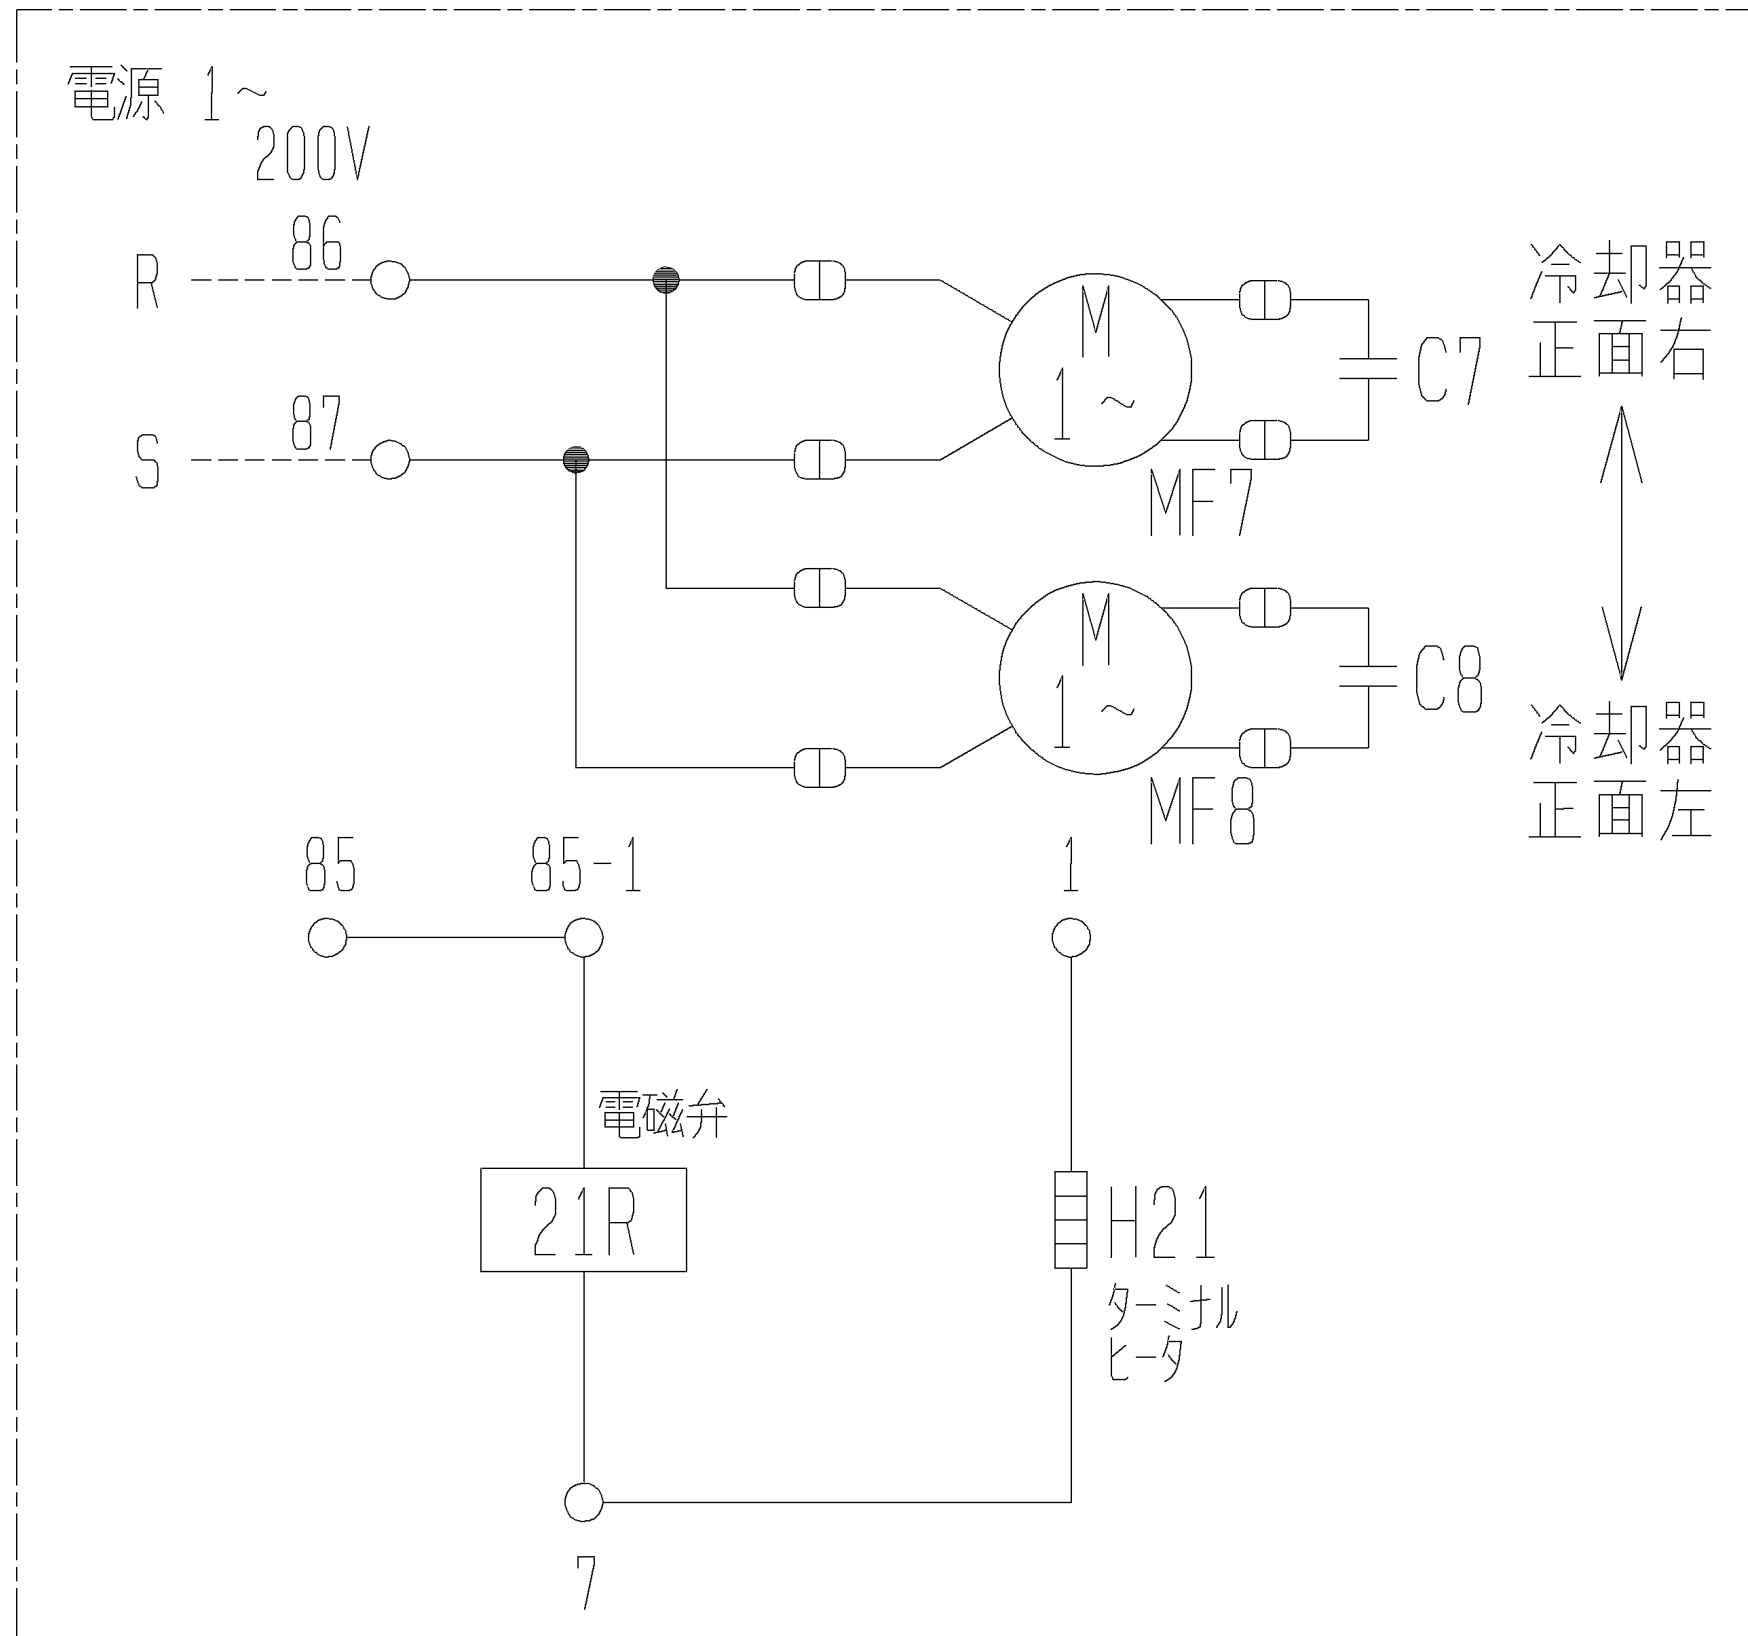 電源 1～
200V
R
86
S
87
M
1～
MF7
C7
冷却器
正面右
M
1～
MF8
C8
冷却器
正面左
85
85-1
1
電磁弁
21R
H21
ターミナル
ヒータ
7